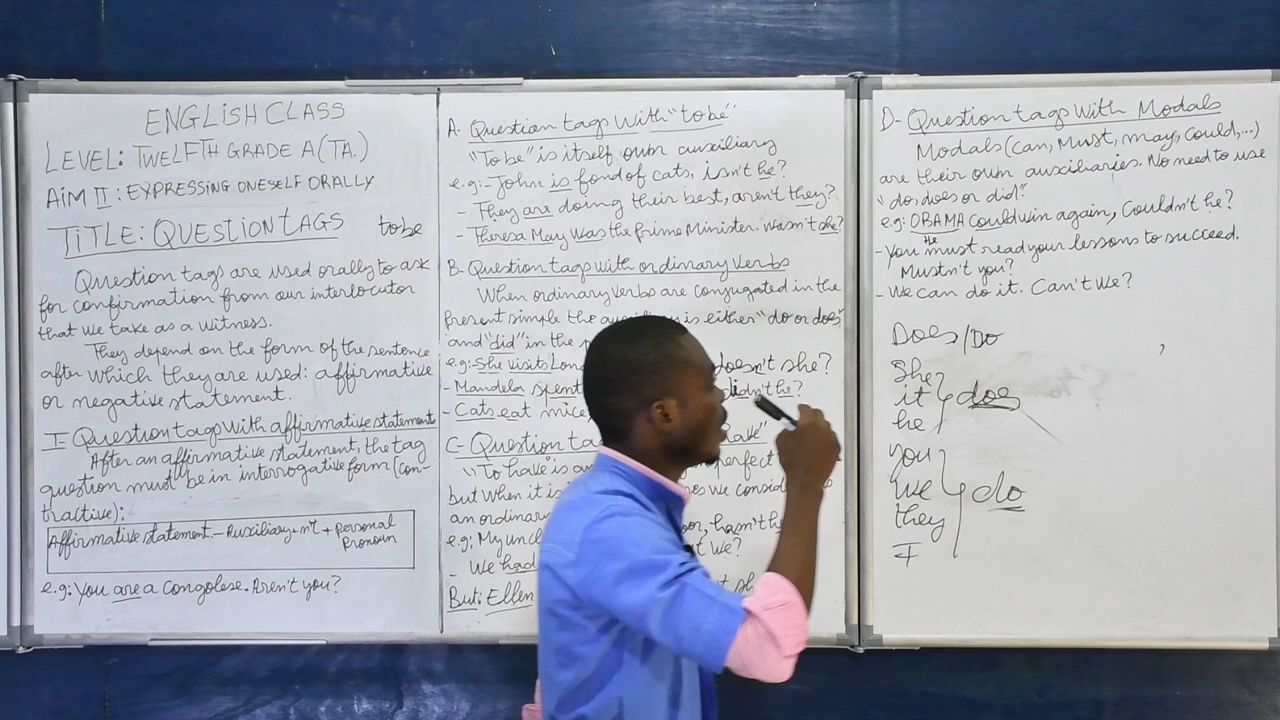 ENGLISH CLASS
LEVEL: TWELFTH GRADE A (TA.)
AIM II : EXPRESSING ONESELF ORALLY
TITLE: QUESTION TAGS to be
Question tags are used orally to ask
for confirmation from our interlocutor
that we take as a witness.
They depend on the form of the sentence
after which they are used: affirmative
or negative statement.
I- Question tags with affirmative statement
After an affirmative statement, the tag
question must be in interrogative form (con-
tractive):
Affirmative statement - Auxiliary + n't + personal
pronoun
e.g: You are a congolese. Aren't you?
A- Question tags with "to be"
"To be" is itself own auxiliary
e.g:- John is fond of cats, isn't he?
- They are doing their best, aren't they?
- Theresa May was the prime Minister. Wasn't she?
B- Question tags with ordinary verbs
When ordinary verbs are conjugated in the
present simple the is either "do or does"
and "did" in the
e.g:- She visits doesn't she?
- Mandela spent didn't he?
- Cats eat mice
C- Question have"
"To have" is perfect
but when it is we
an ordinary
e.g: My hasn't he
- We had we?
But: Ellen
D- Question tags with Modals
Modals (can, must, may, could,...)
are their own auxiliaries. No need to use
"do, does or did".
e.g: OBAMA could win again, Couldn't he?
- You must read your lessons to succeed.
He
Mustn't you?
- We can do it. Can't we?
Does/Do
She
it does
he
you
we do
they
I